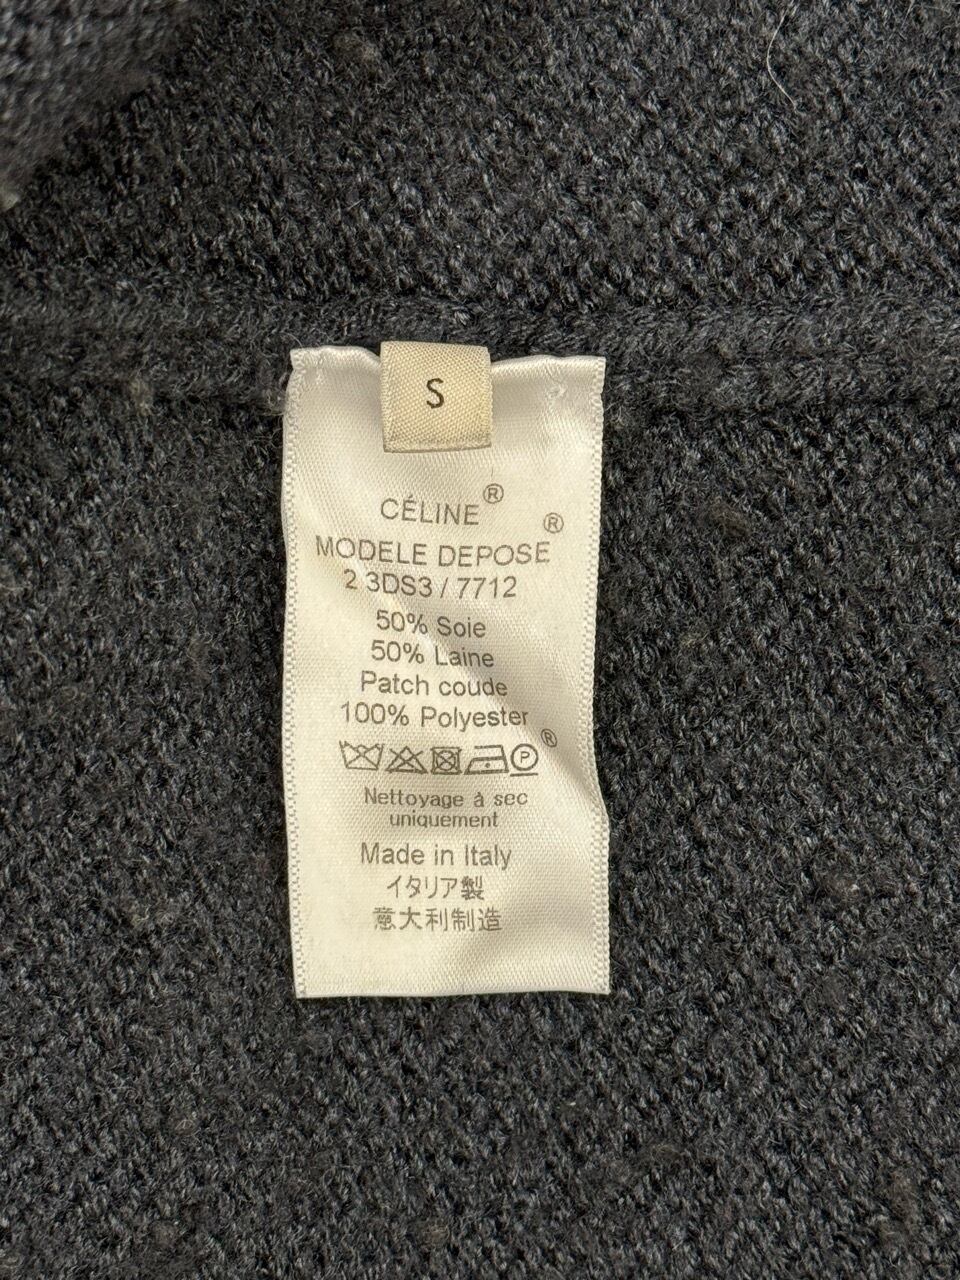 S
CÉLINE®
MODELE DEPOSE®
2 3DS3 / 7712
50% Soie
50% Laine
Patch coude
100% Polyester
P ®
Nettoyage à sec
uniquement
Made in Italy
イタリア製
意大利制造